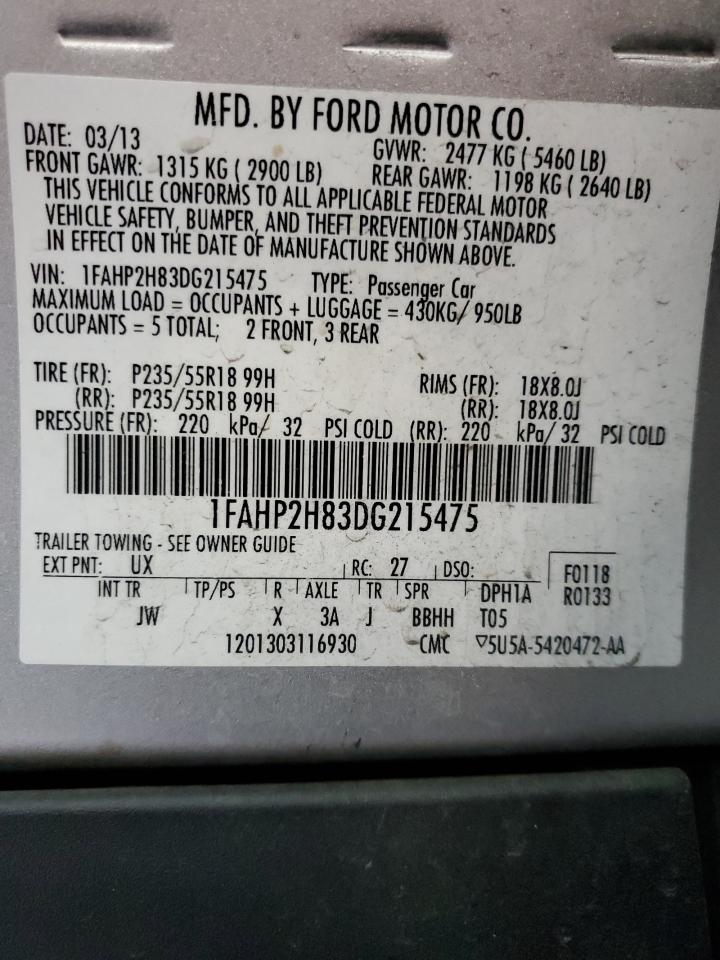 MFD. BY FORD MOTOR CO.
DATE: 03/13 GVWR: 2477 KG ( 5460 LB)
FRONT GAWR: 1315 KG ( 2900 LB) REAR GAWR: 1198 KG ( 2640 LB)
THIS VEHICLE CONFORMS TO ALL APPLICABLE FEDERAL MOTOR
VEHICLE SAFETY, BUMPER, AND THEFT PREVENTION STANDARDS
IN EFFECT ON THE DATE OF MANUFACTURE SHOWN ABOVE.
VIN: 1FAHP2H83DG215475 TYPE: Passenger Car
MAXIMUM LOAD = OCCUPANTS + LUGGAGE = 430KG/ 950LB
OCCUPANTS = 5 TOTAL; 2 FRONT, 3 REAR
TIRE (FR): P235/55R18 99H RIMS (FR): 18X8.0J
(RR): P235/55R18 99H (RR): 18X8.0J
PRESSURE (FR): 220 kPa/ 32 PSI COLD (RR): 220 kPa/ 32 PSI COLD
1FAHP2H83DG215475
TRAILER TOWING - SEE OWNER GUIDE
EXT PNT: UX RC: 27 DSO: F0118
INT TR TP/PS R AXLE TR SPR DPH1A R0133
JW X 3A J BBHH T05
1201303116930 CMC ▽5U5A-5420472-AA